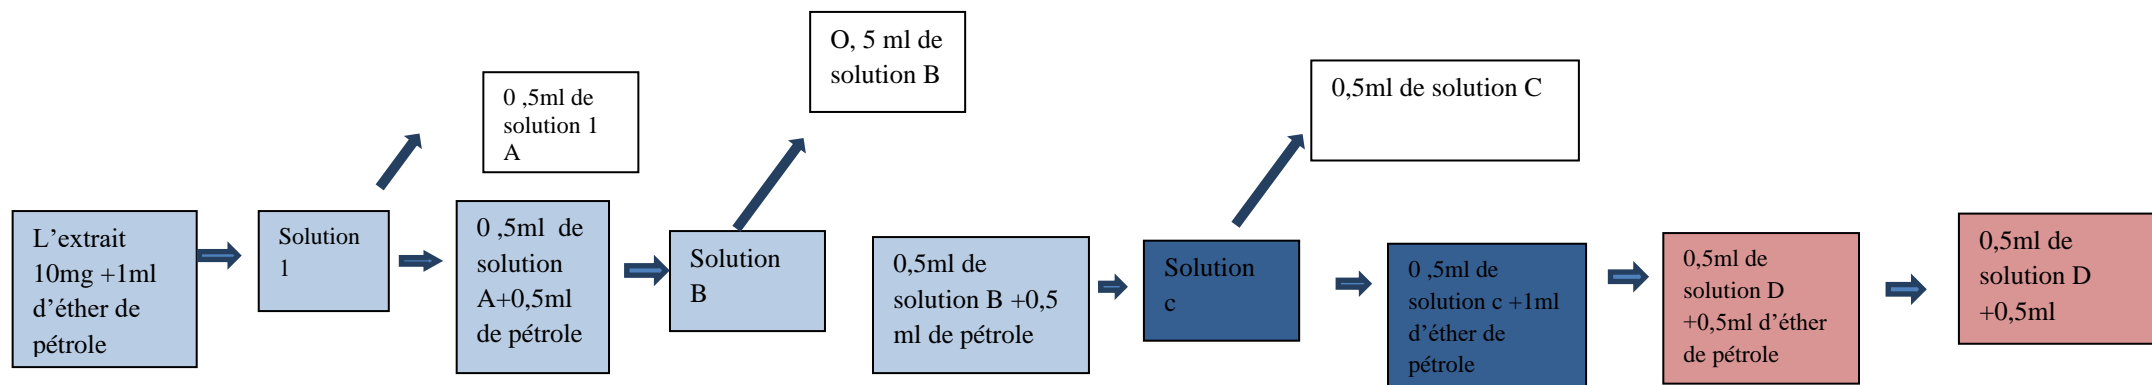 O, 5 ml de
solution B
0 ,5ml de
solution 1
A
0,5ml de solution C
L’extrait
10mg +1ml
d’éther de
pétrole
Solution
1
0 ,5ml de
solution
A+0,5ml
de pétrole
Solution
B
0,5ml de
solution B +0,5
ml de pétrole
Solution
c
0 ,5ml de
solution c +1ml
d’éther de
pétrole
0,5ml de
solution D
+0,5ml d’éther
de pétrole
0,5ml de
solution D
+0,5ml